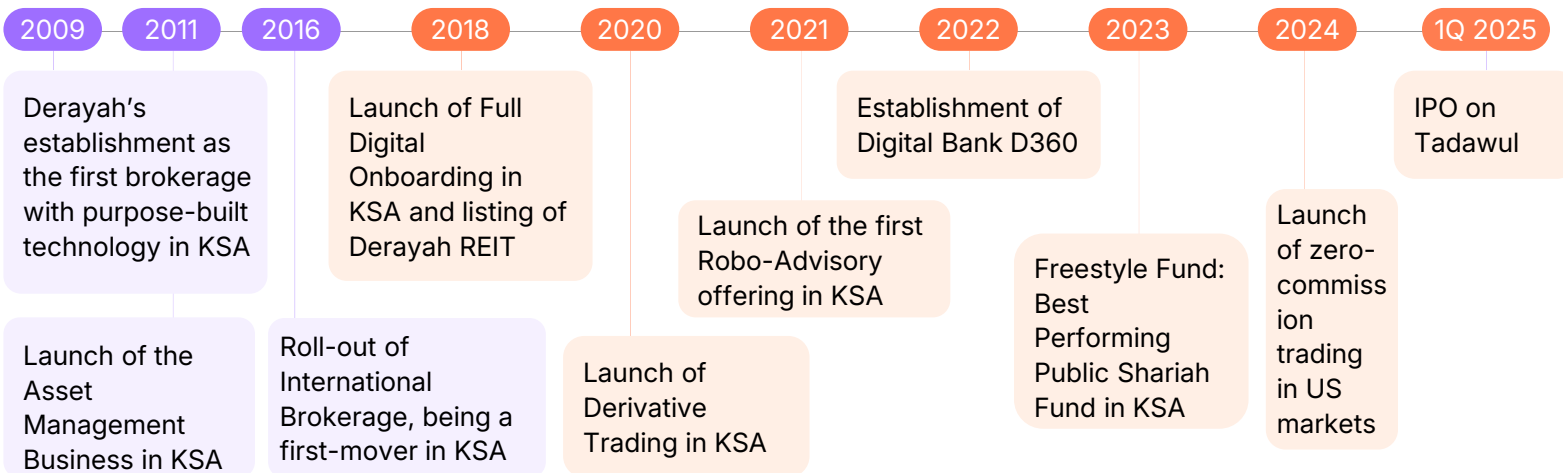 2009
2011
2016
2018
2020
2021
2022
2023
2024
1Q 2025
Derayah’s
establishment as
the first brokerage
with purpose-built
technology in KSA
Launch of the
Asset
Management
Business in KSA
Roll-out of
International
Brokerage, being a
first-mover in KSA
Launch of Full
Digital
Onboarding in
KSA and listing of
Derayah REIT
Launch of
Derivative
Trading in KSA
Launch of the first
Robo-Advisory
offering in KSA
Establishment of
Digital Bank D360
Freestyle Fund:
Best
Performing
Public Shariah
Fund in KSA
Launch
of zero-
commiss
ion
trading
in US
markets
IPO on
Tadawul